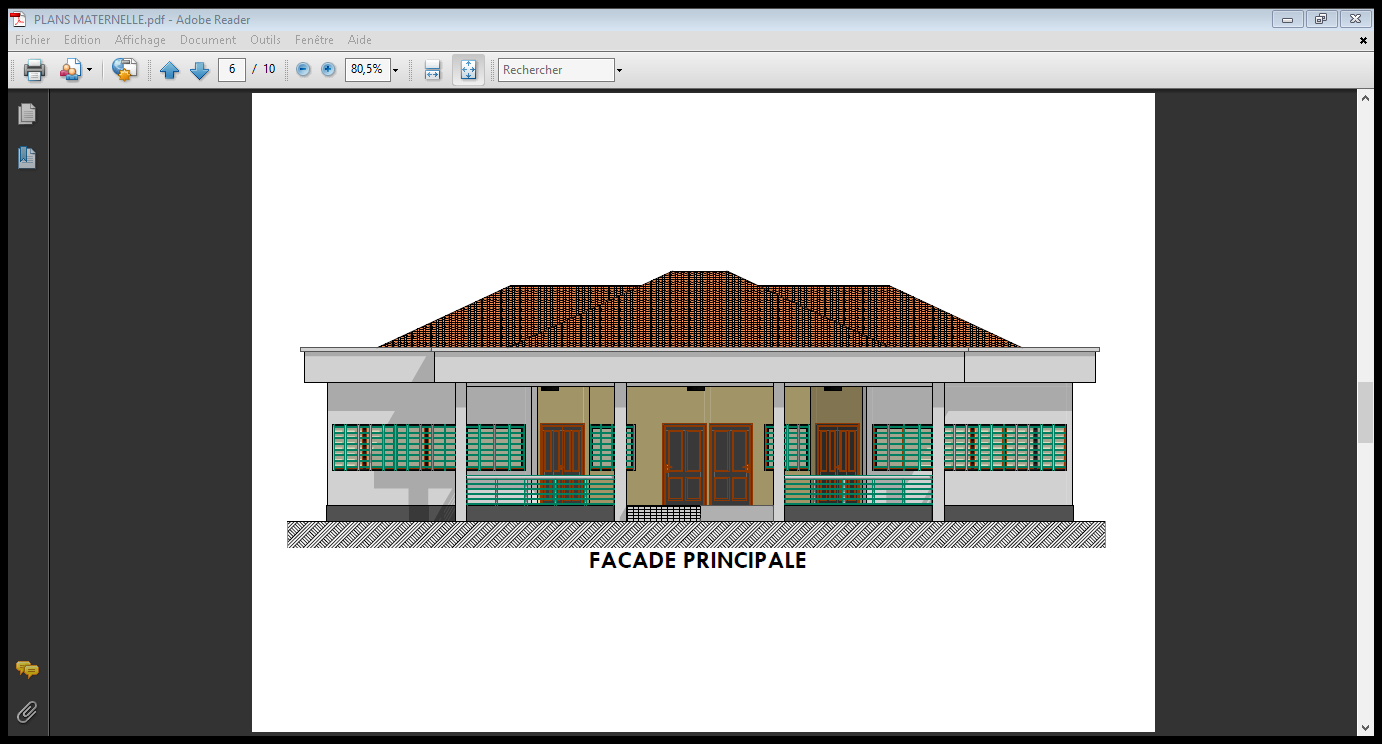 PLANS MATERNELLE.pdf - Adobe Reader
Fichier Edition Affichage Document Outils Fenêtre Aide
6 / 10 80,5% Rechercher
FACADE PRINCIPALE